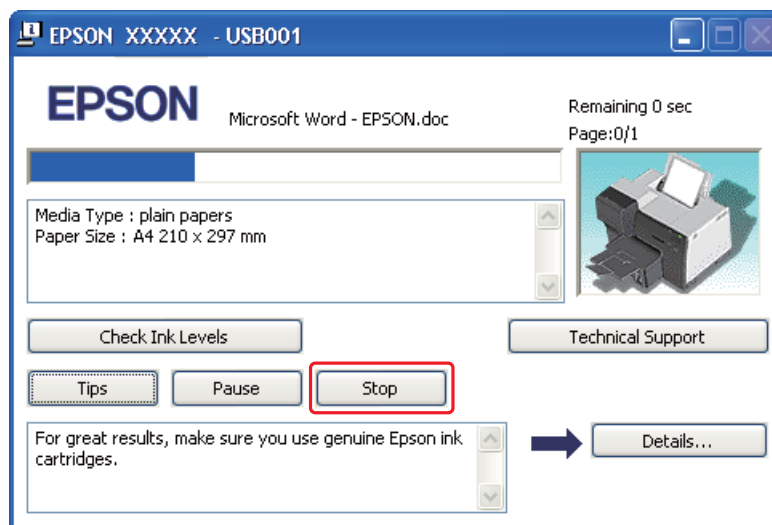 EPSON XXXXX - USB001
EPSON
Microsoft Word - EPSON.doc
Remaining 0 sec
Page:0/1
Media Type : plain papers
Paper Size : A4 210 x 297 mm
Check Ink Levels
Technical Support
Tips
Pause
Stop
For great results, make sure you use genuine Epson ink
cartridges.
Details...